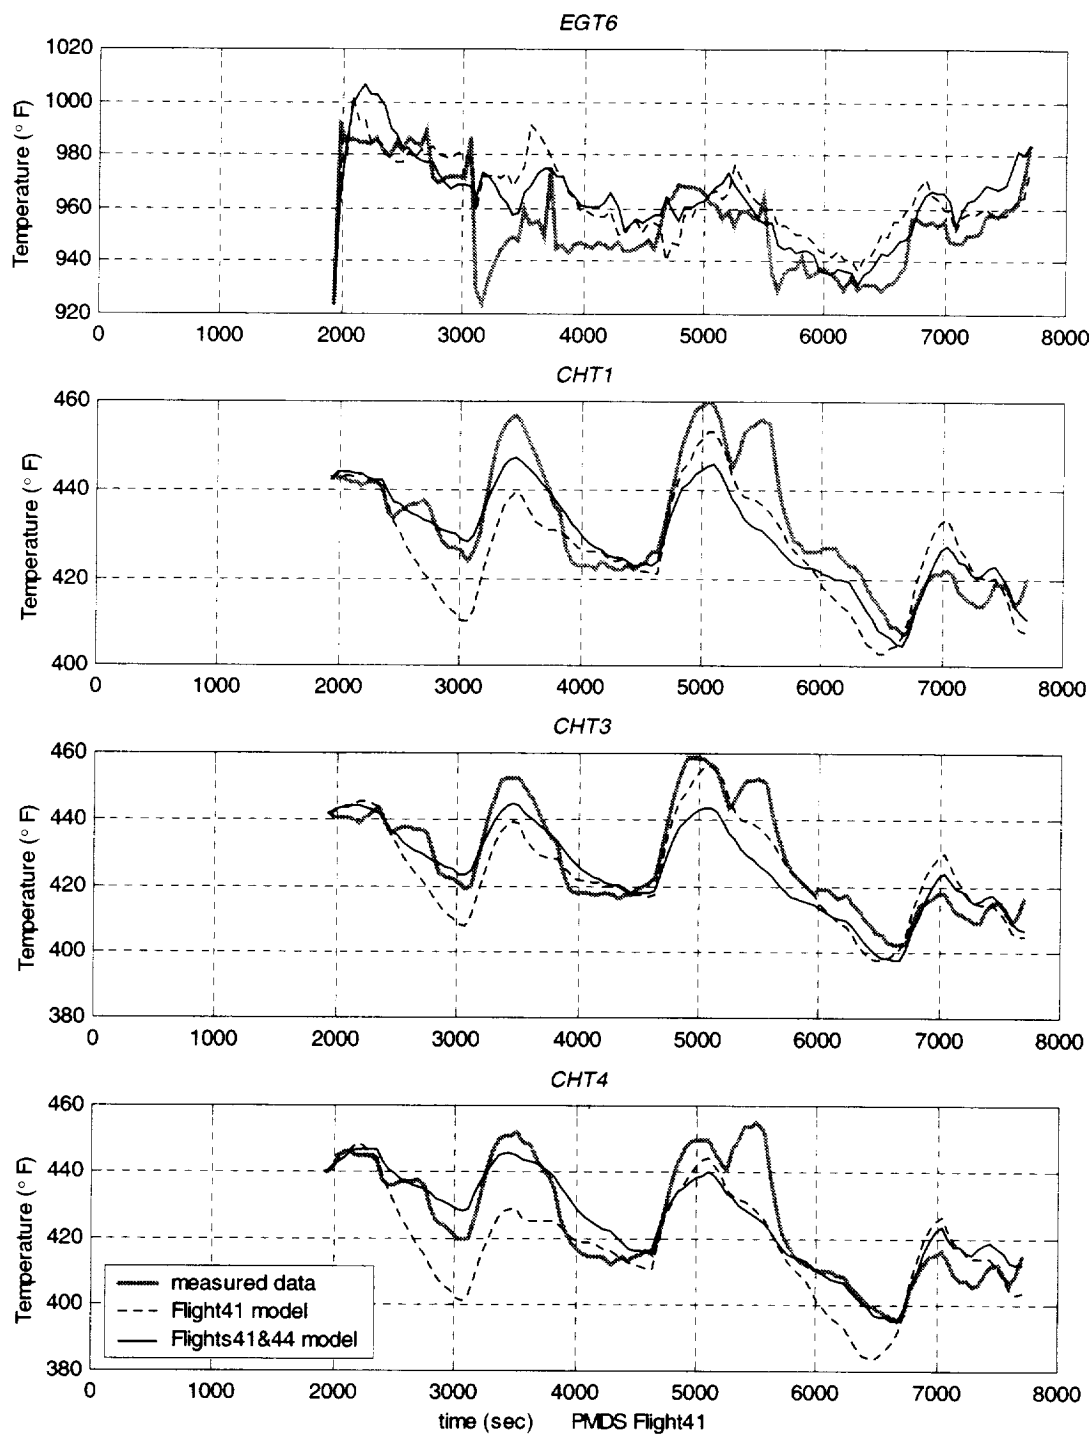 EGT6
1020
1000
980
960
940
920
Temperature (° F)
0 1000 2000 3000 4000 5000 6000 7000 8000
CHT1
460
440
420
400
Temperature (° F)
0 1000 2000 3000 4000 5000 6000 7000 8000
CHT3
460
440
420
400
380
Temperature (° F)
0 1000 2000 3000 4000 5000 6000 7000 8000
CHT4
460
440
420
400
380
Temperature (° F)
measured data
Flight41 model
Flights41&44 model
0 1000 2000 3000 4000 5000 6000 7000 8000
time (sec) PMDS Flight41